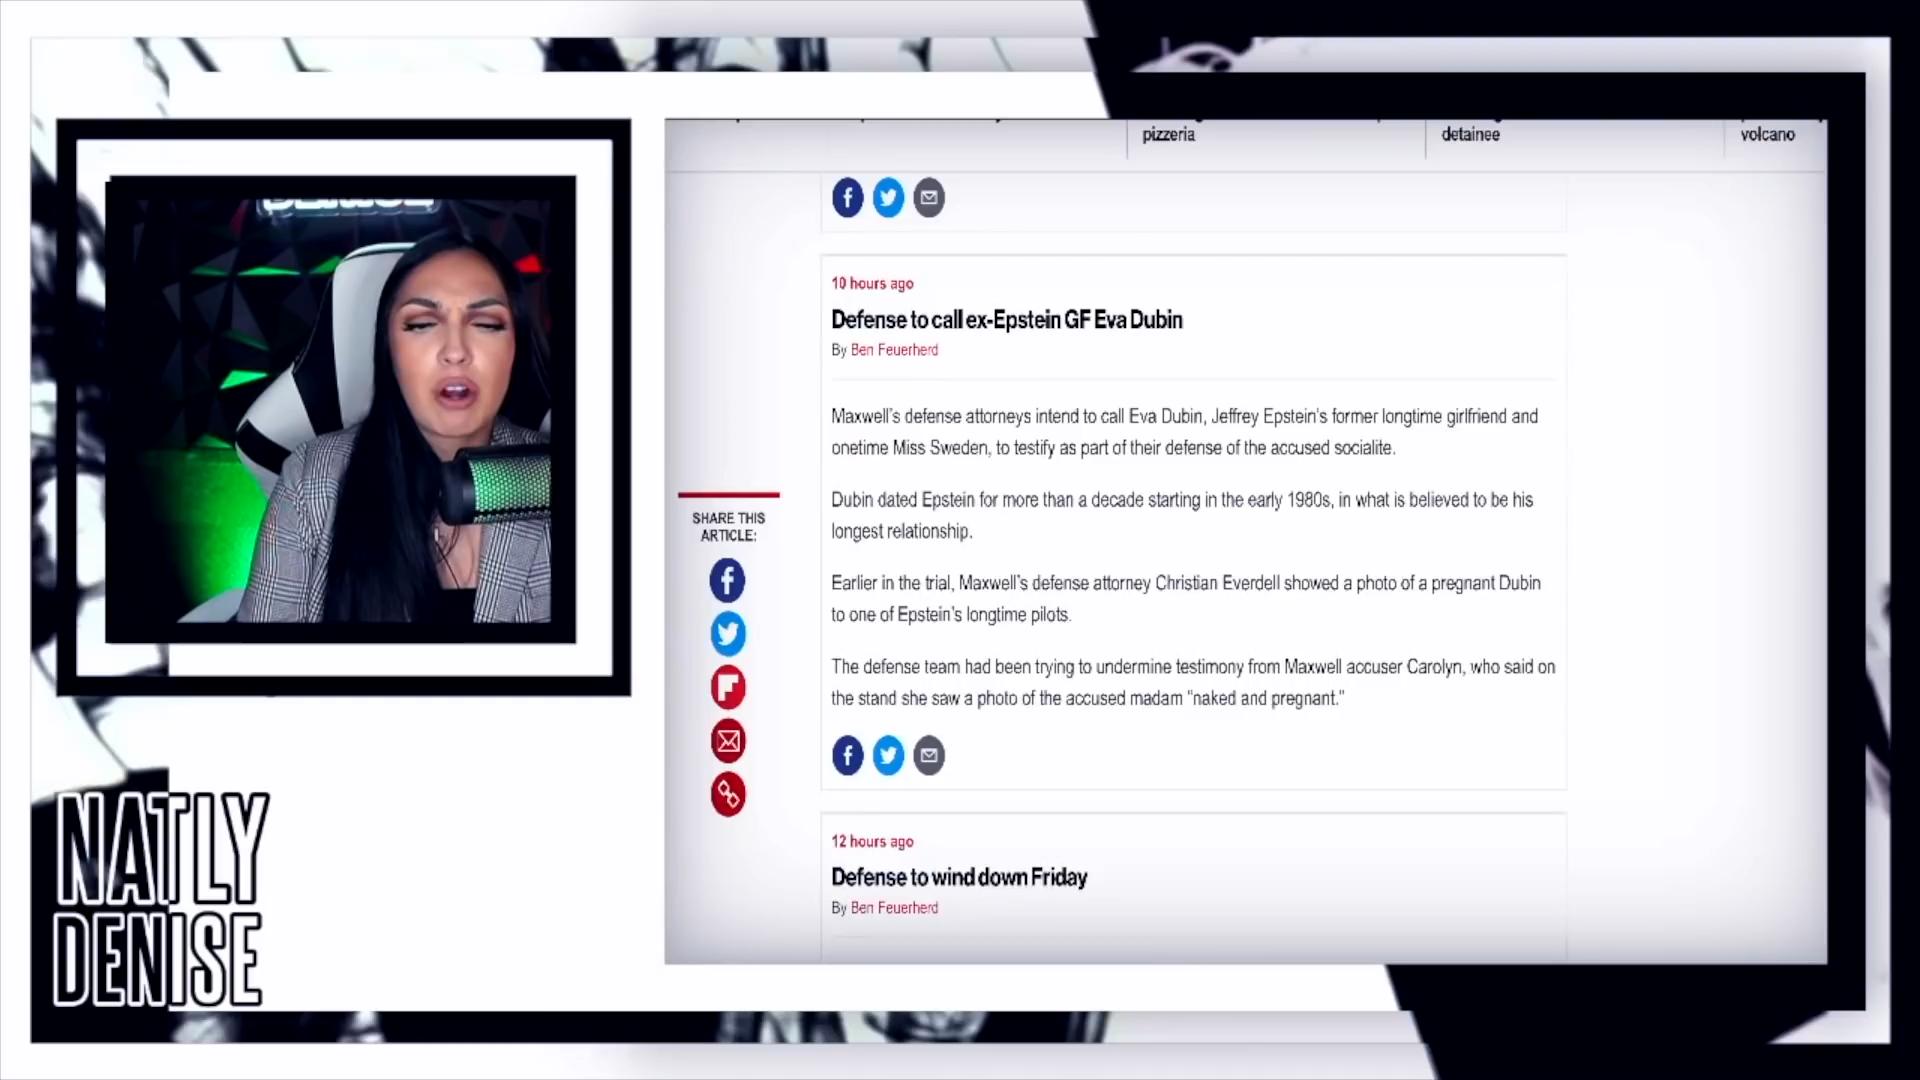 pizzeria
detainee
volcano
10 hours ago
Defense to call ex-Epstein GF Eva Dubin
By Ben Feuerherd
Maxwell's defense attorneys intend to call Eva Dubin, Jeffrey Epstein's former longtime girlfriend and
onetime Miss Sweden, to testify as part of their defense of the accused socialite.
Dubin dated Epstein for more than a decade starting in the early 1980s, in what is believed to be his
longest relationship.
Earlier in the trial, Maxwell's defense attorney Christian Everdell showed a photo of a pregnant Dubin
to one of Epstein's longtime pilots.
The defense team had been trying to undermine testimony from Maxwell accuser Carolyn, who said on
the stand she saw a photo of the accused madam "naked and pregnant."
SHARE THIS
ARTICLE:
12 hours ago
Defense to wind down Friday
By Ben Feuerherd
NATLY
DENISE